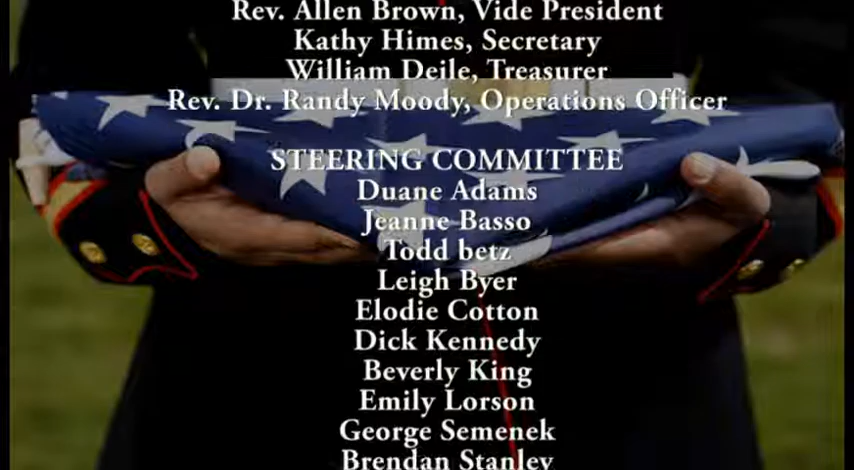 Rev. Allen Brown, Vide President
Kathy Himes, Secretary
William Deile, Treasurer
Rev. Dr. Randy Moody, Operations Officer
STEERING COMMITTEE
Duane Adams
Jeanne Basso
Todd betz
Leigh Byer
Elodie Cotton
Dick Kennedy
Beverly King
Emily Lorson
George Semenek
Brendan Stanley